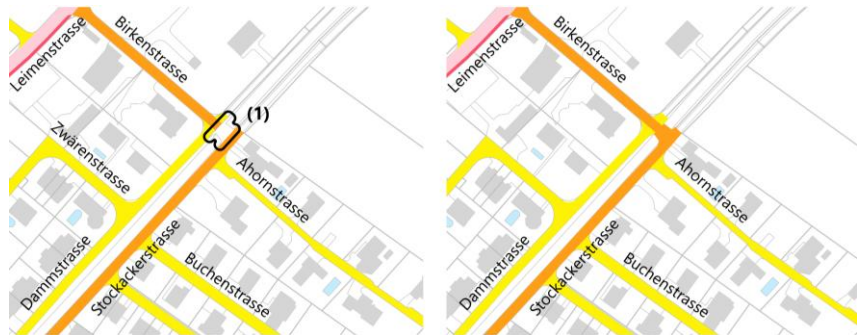 Birkenstrasse
Leimenstrasse
(1)
Zwärenstrasse
Ahornstrasse
Dammstrasse
Stockackerstrasse
Buchenstrasse
Birkenstrasse
Leimenstrasse
Ahornstrasse
Dammstrasse
Stockackerstrasse
Buchenstrasse